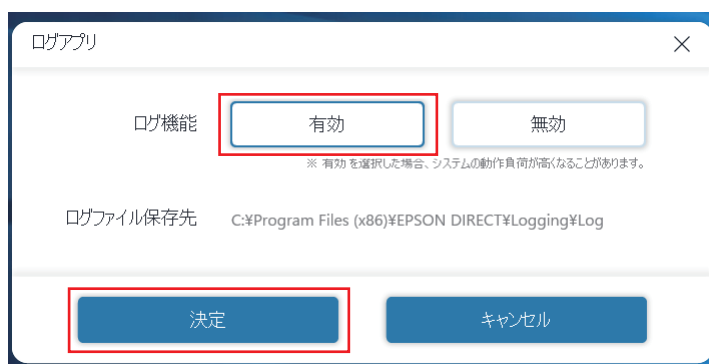 ログアプリ
ログ機能
有効
無効
※ 有効 を選択した場合、システムの動作負荷が高くなることがあります。
ログファイル保存先
C:¥Program Files (x86)¥EPSON DIRECT¥Logging¥Log
決定
キャンセル